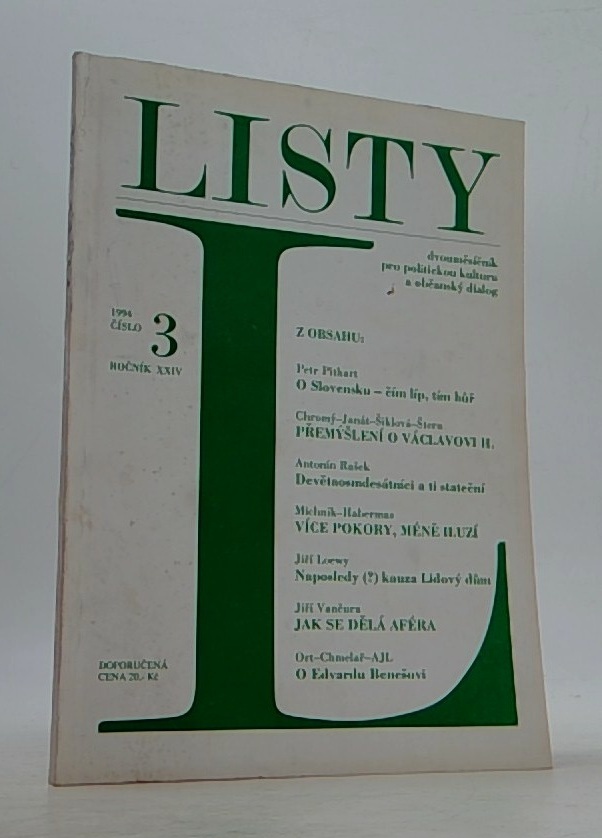 LISTY
dvouměsíčník
pro politickou kulturu
a občanský dialog
1994
ČÍSLO 3
ROČNÍK XXIV
Z OBSAHU:
Petr Pithart
O Slovensku – čím líp, tím hůř
Chromý–Janát–Šiklová–Štern
PŘEMÝŠLENÍ O VÁCLAVOVI II.
Antonín Rašek
Devětaosmdesátníci a ti stateční
Michnik–Habermas
VÍCE POKORY, MÉNĚ ILUZÍ
Jiří Loewy
Naposledy (?) kauza Lidový dům
Jiří Vančura
JAK SE DĚLÁ AFÉRA
Ort–Chmelař–AJL
O Edvardu Benešovi
DOPORUČENÁ
CENA 20,- Kč
L